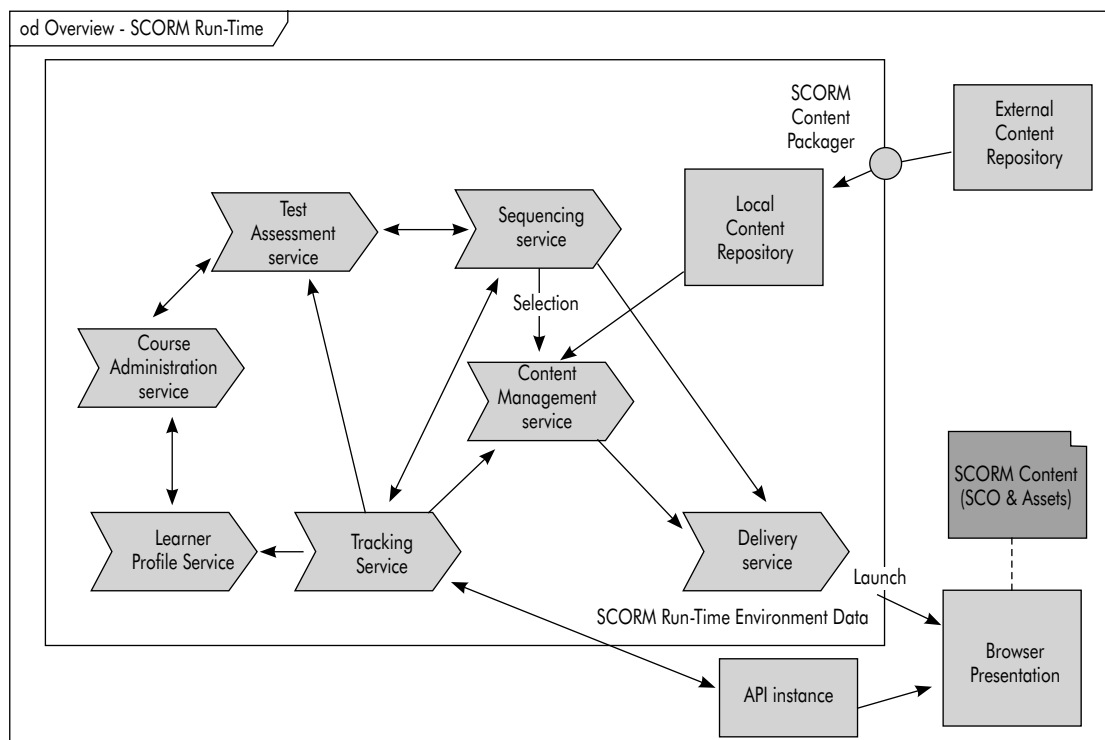 od Overview - SCORM Run-Time
SCORM
Content
Packager
External
Content
Repository
Test
Assessment
service
Sequencing
service
Local
Content
Repository
Selection
Course
Administration
service
Content
Management
service
SCORM Content
(SCO & Assets)
Learner
Profile Service
Tracking
Service
Delivery
service
Launch
SCORM Run-Time Environment Data
Browser
Presentation
API instance